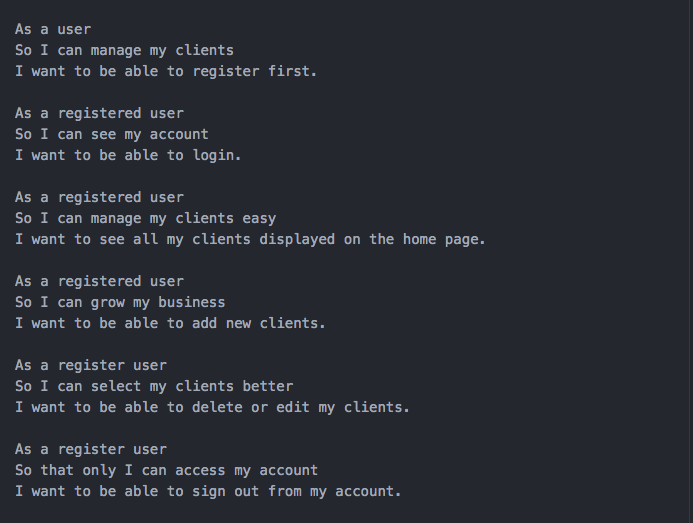 As a user
So I can manage my clients
I want to be able to register first.

As a registered user
So I can see my account
I want to be able to login.

As a registered user
So I can manage my clients easy
I want to see all my clients displayed on the home page.

As a registered user
So I can grow my business
I want to be able to add new clients.

As a register user
So I can select my clients better
I want to be able to delete or edit my clients.

As a register user
So that only I can access my account
I want to be able to sign out from my account.